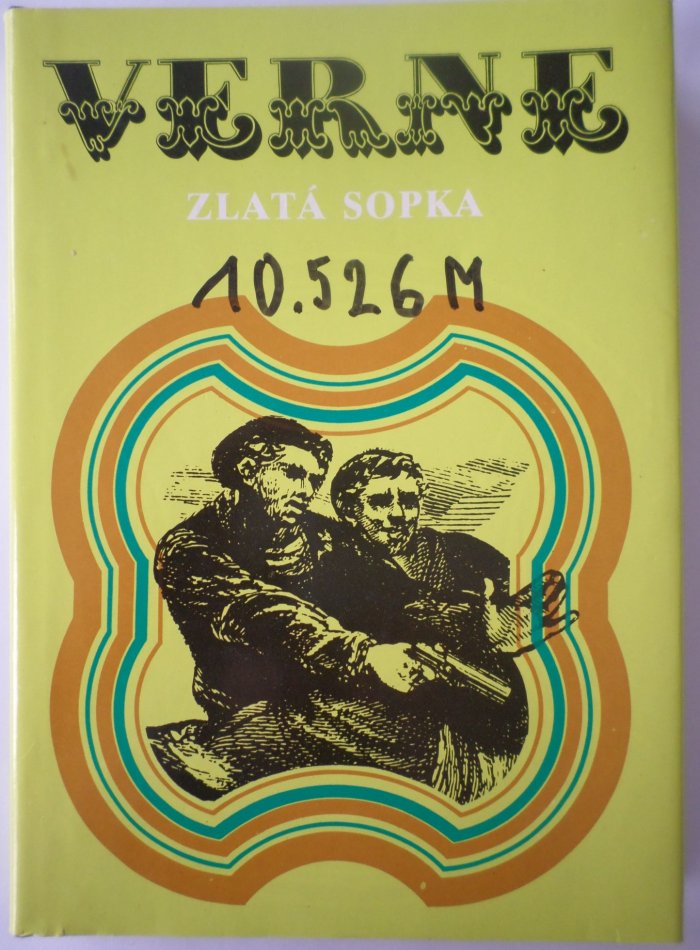 VERNE
ZLATÁ SOPKA
10.526 M